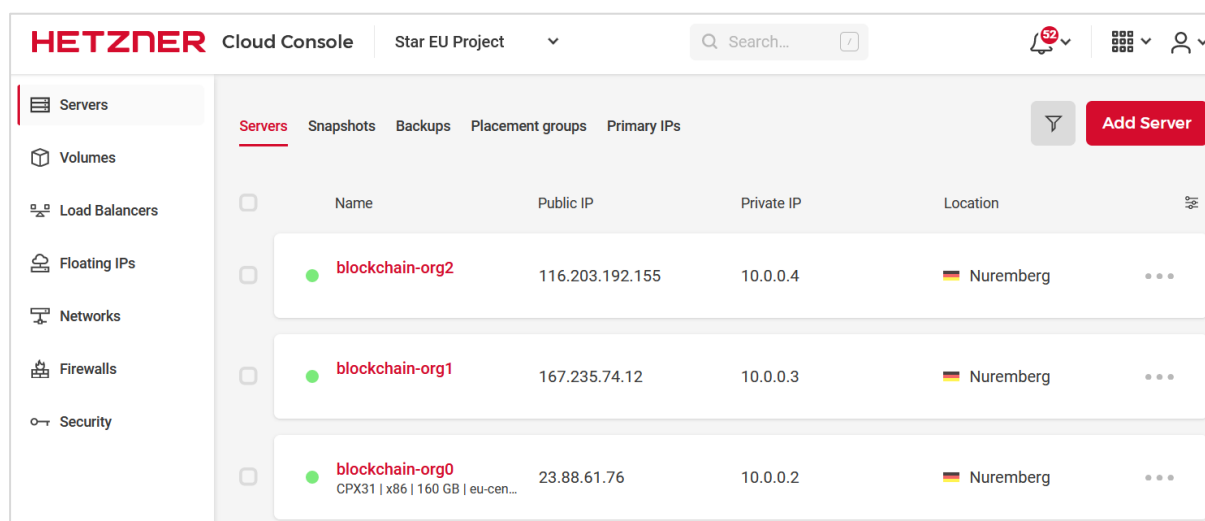 HETZNER Cloud Console Star EU Project Search... / 52
Servers
Volumes
Load Balancers
Floating IPs
Networks
Firewalls
Security
Servers Snapshots Backups Placement groups Primary IPs Add Server
Name Public IP Private IP Location
blockchain-org2 116.203.192.155 10.0.0.4 Nuremberg
blockchain-org1 167.235.74.12 10.0.0.3 Nuremberg
blockchain-org0 23.88.61.76 10.0.0.2 Nuremberg
CPX31 | x86 | 160 GB | eu-cen...